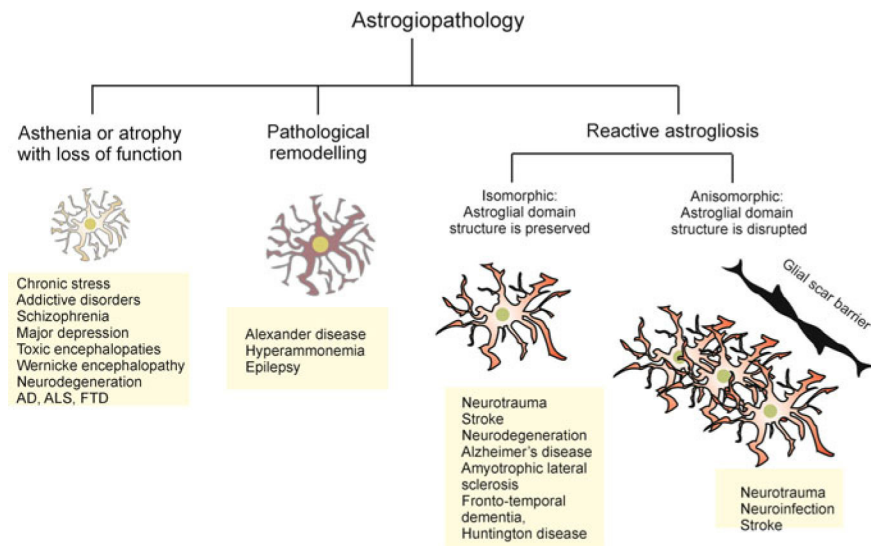 Astrogiopathology
Asthenia or atrophy
with loss of function
Chronic stress
Addictive disorders
Schizophrenia
Major depression
Toxic encephalopaties
Wernicke encephalopathy
Neurodegeneration
AD, ALS, FTD
Pathological
remodelling
Alexander disease
Hyperammonemia
Epilepsy
Reactive astrogliosis
Isomorphic:
Astroglial domain
structure is preserved
Neurotrauma
Stroke
Neurodegeneration
Alzheimer's disease
Amyotrophic lateral
sclerosis
Fronto-temporal
dementia,
Huntington disease
Anisomorphic:
Astroglial domain
structure is disrupted
Glial scar barrier
Neurotrauma
Neuroinfection
Stroke